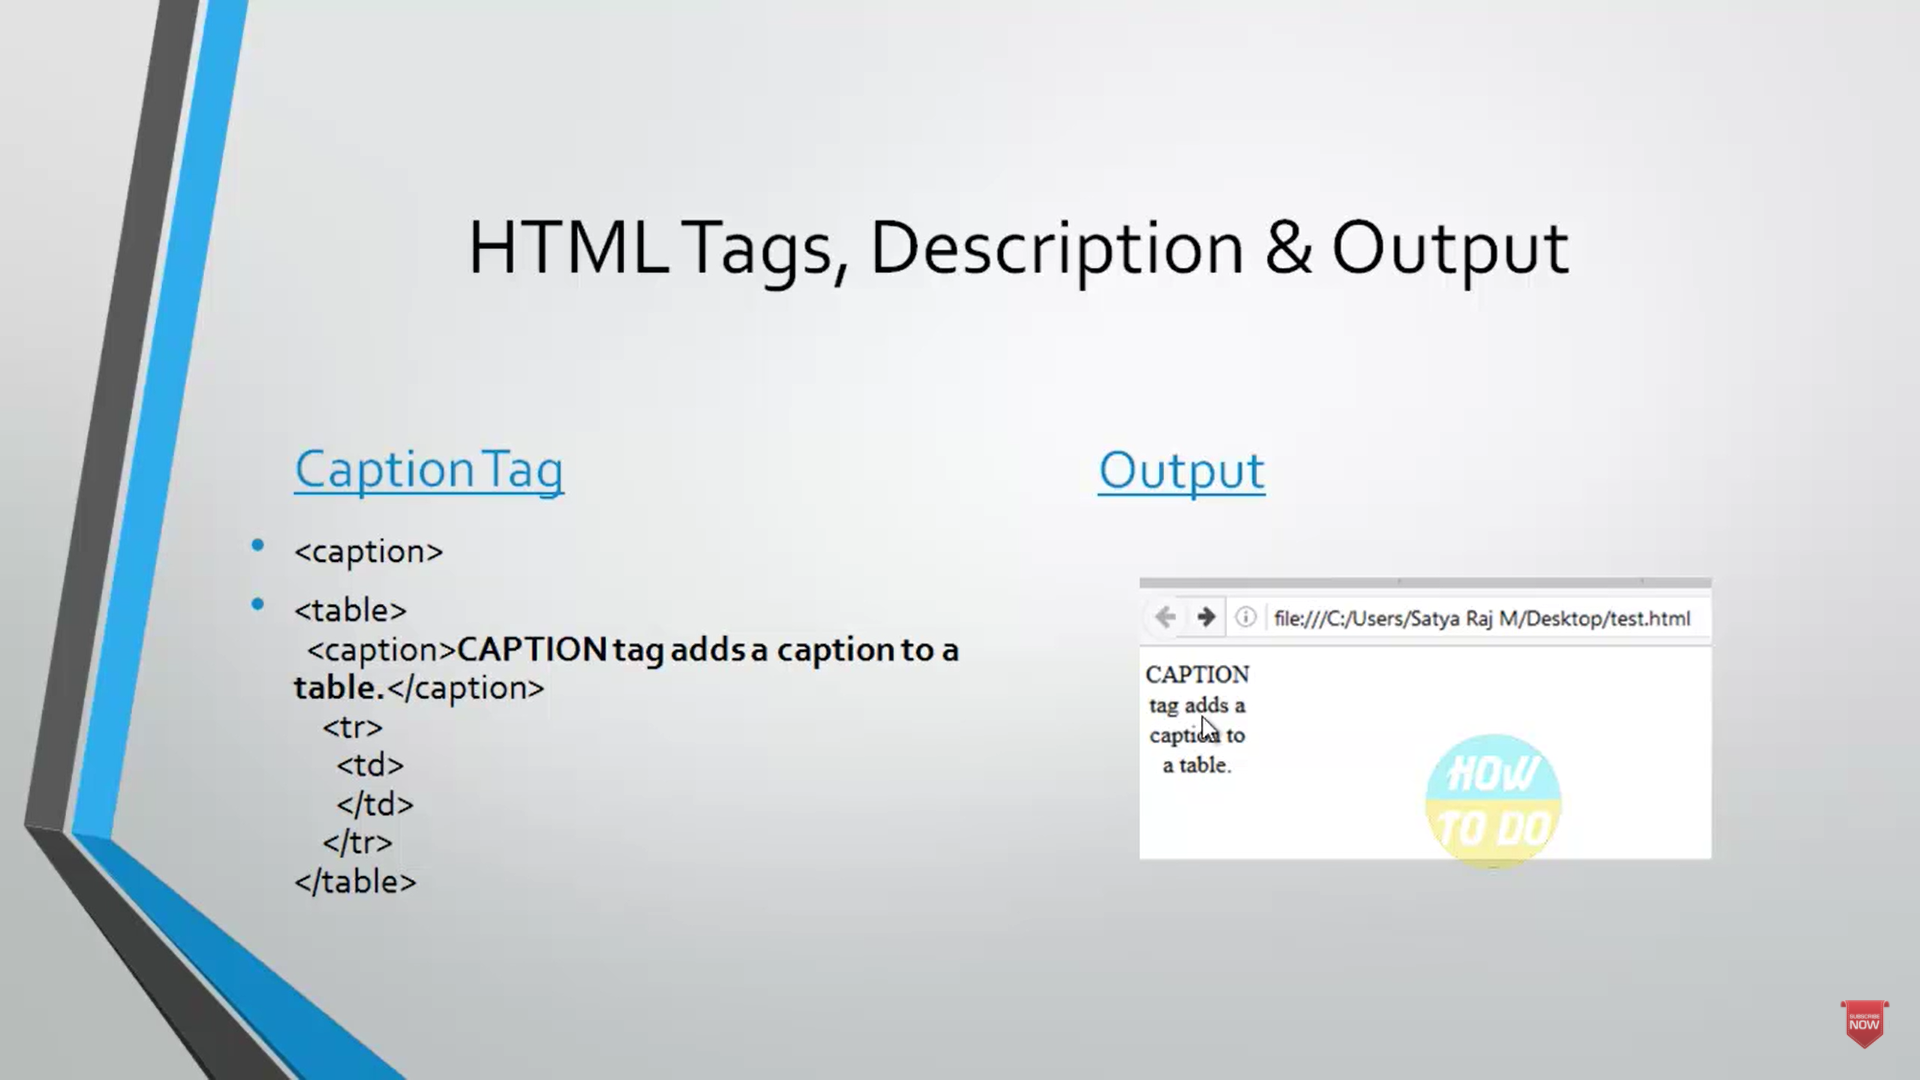 HTML Tags, Description & Output
Caption Tag
<caption>
<table>
<caption>CAPTION tag adds a caption to a
table.</caption>
<tr>
<td>
</td>
</tr>
</table>
Output
file:///C:/Users/Satya Raj M/Desktop/test.html
CAPTION
tag adds a
caption to
a table.
HOW
TO DO
SUBSCRIBE
NOW